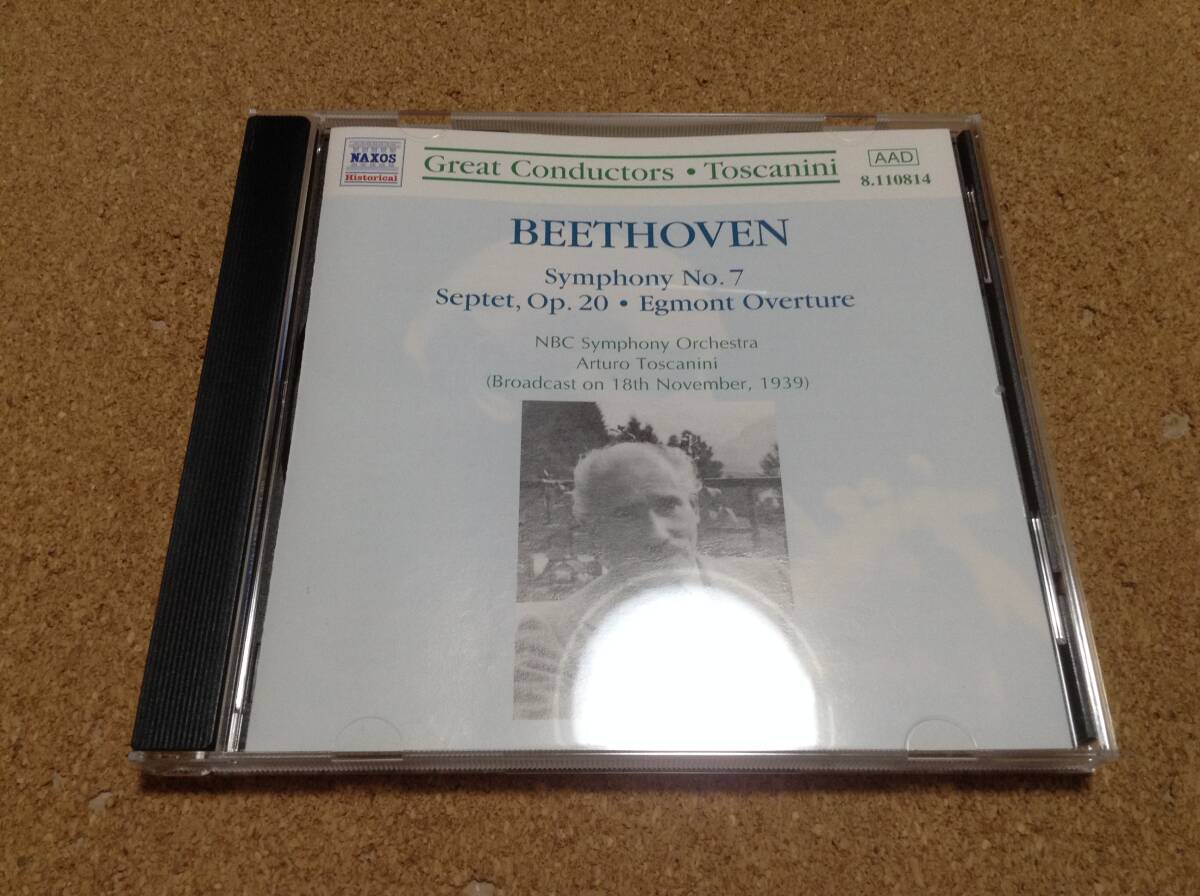 NAXOS
Historical
Great Conductors • Toscanini
AAD
8.110814
BEETHOVEN
Symphony No. 7
Septet, Op. 20 • Egmont Overture
NBC Symphony Orchestra
Arturo Toscanini
(Broadcast on 18th November, 1939)